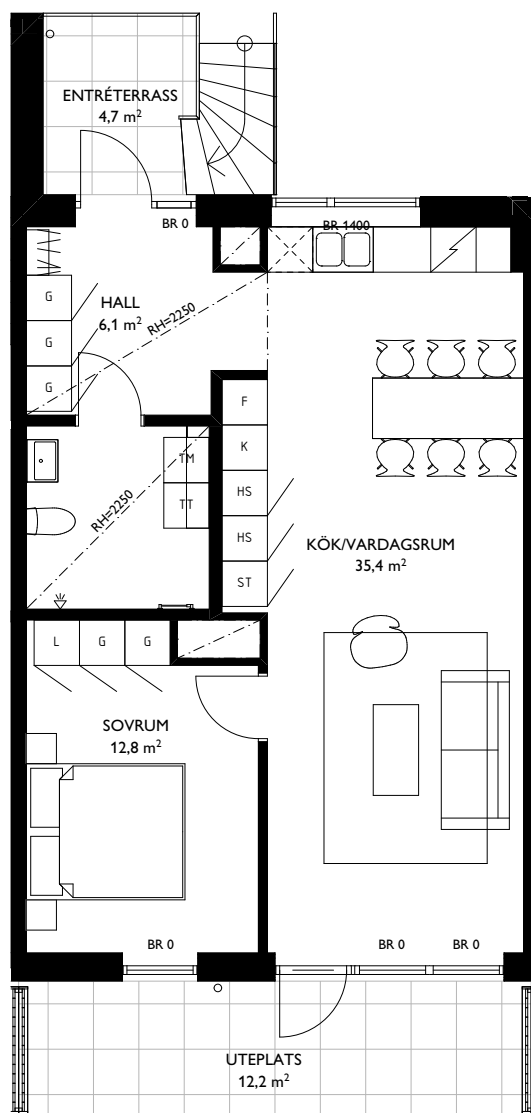 ENTRÉTERRASS
4,7 m²
BR 0
BR 1400
G
G
G
HALL
6,1 m²
RH=2250
F
K
HS
HS
ST
TM
TT
RH=2250
KÖK/VARDAGSRUM
35,4 m²
L
G
G
SOVRUM
12,8 m²
BR 0
BR 0
BR 0
UTEPLATS
12,2 m²